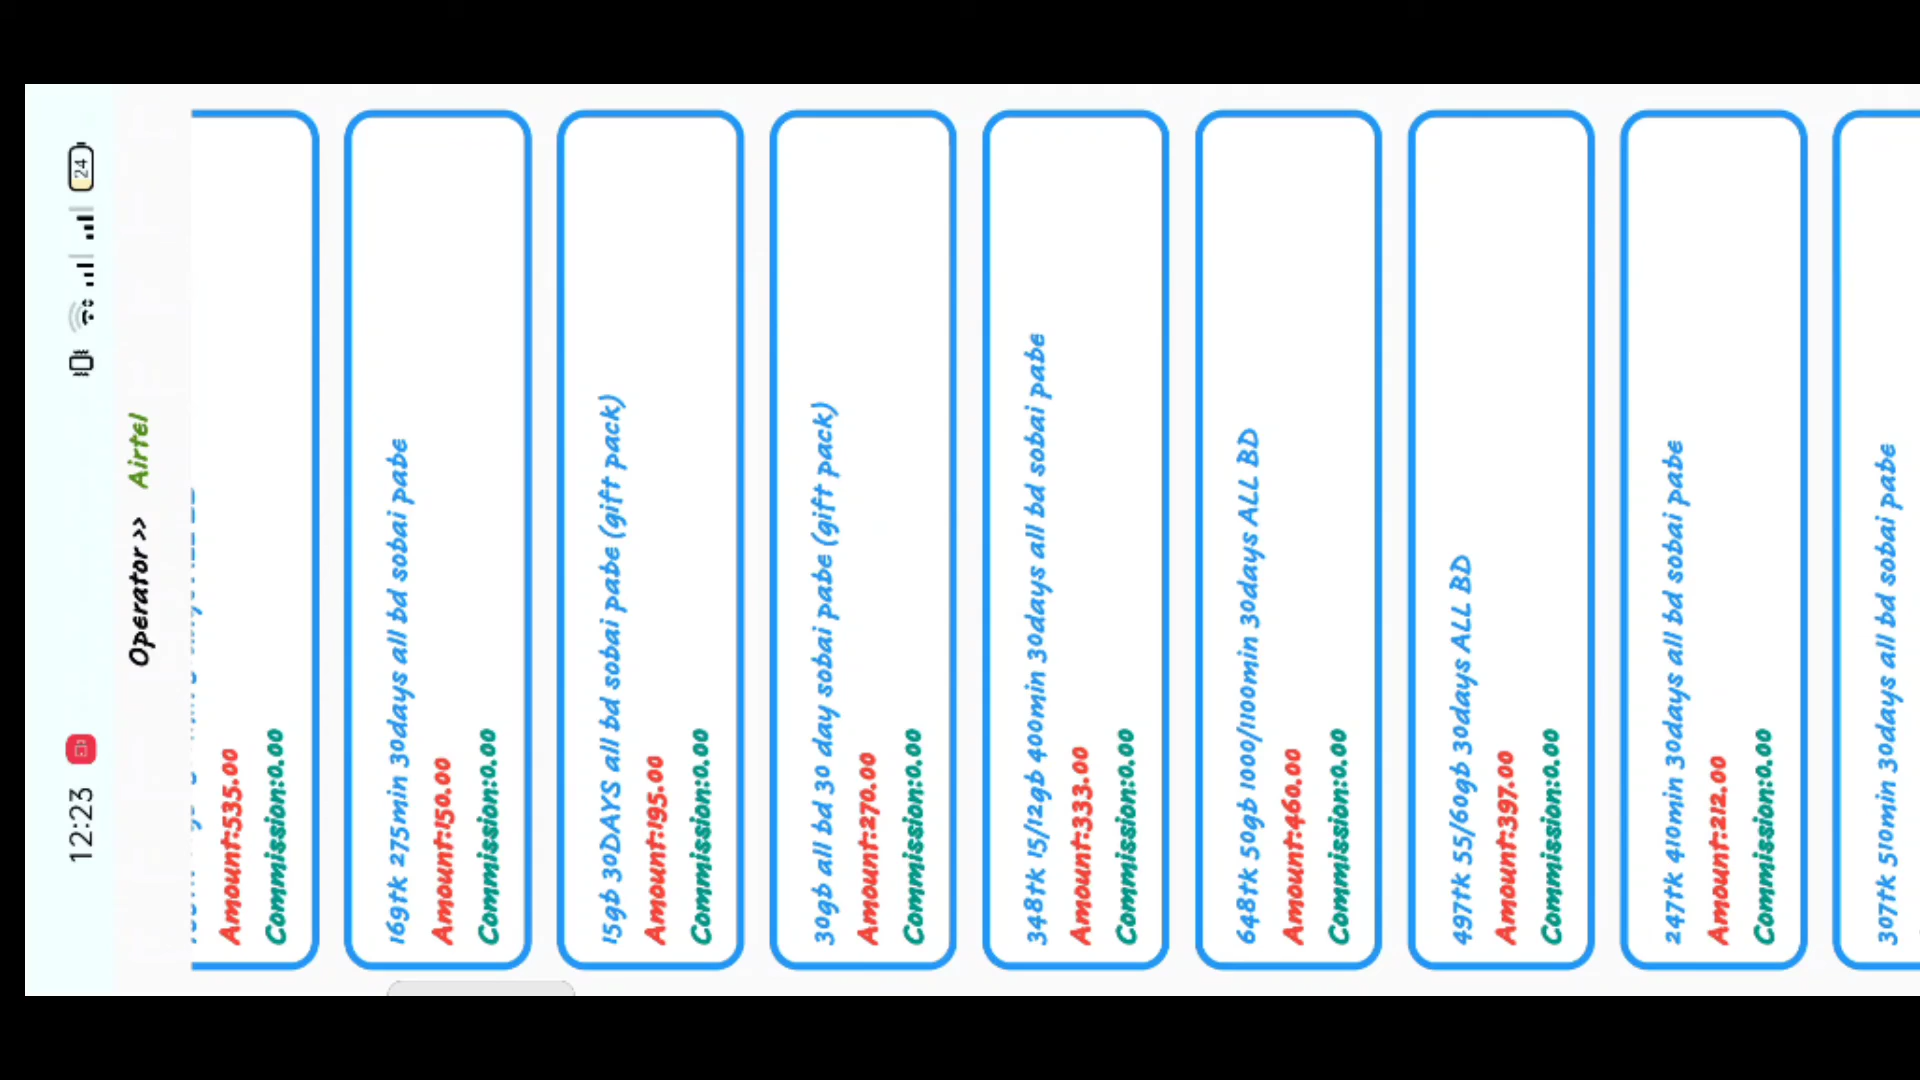 12:23
24
Operator >> Airtel
Amount:535.00
Commission:0.00
169tk 275min 30days all bd sobai pabe
Amount:150.00
Commission:0.00
15gb 30DAYS all bd sobai pabe (gift pack)
Amount:195.00
Commission:0.00
30gb all bd 30 day sobai pabe (gift pack)
Amount:270.00
Commission:0.00
348tk 15/12gb 400min 30days all bd sobai pabe
Amount:333.00
Commission:0.00
648tk 50gb 1000/1100min 30days ALL BD
Amount:460.00
Commission:0.00
497tk 55/60gb 30days ALL BD
Amount:397.00
Commission:0.00
247tk 410min 30days all bd sobai pabe
Amount:212.00
Commission:0.00
307tk 510min 30days all bd sobai pabe